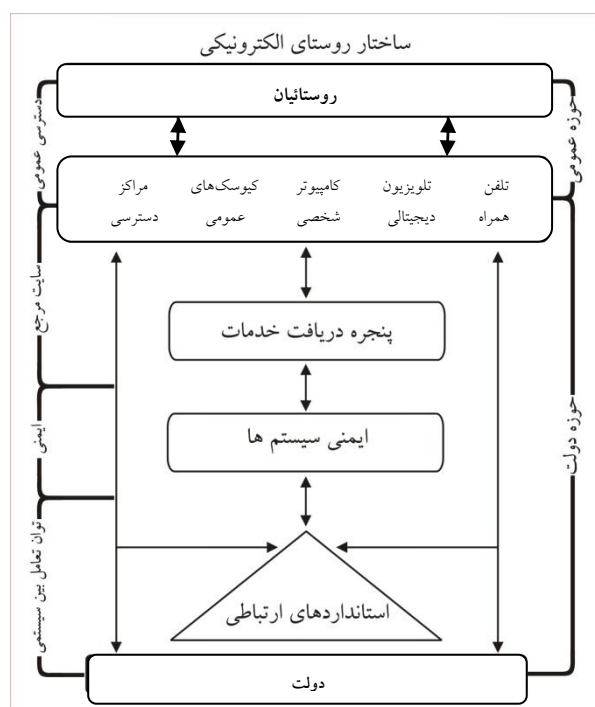 ساختار روستای الکترونیکی
روستائیان
تلفن همراه
تلویزیون دیجیتالی
کامپیوتر شخصی
کیوسک‌های عمومی
مراکز دسترسی
پنجره دریافت خدمات
ایمنی سیستم ها
استانداردهای ارتباطی
دولت
حوزه عمومی
حوزه دولت
دسترسی عمومی
سایت مرجع
ایمنی
توان تعامل بین سیستمی